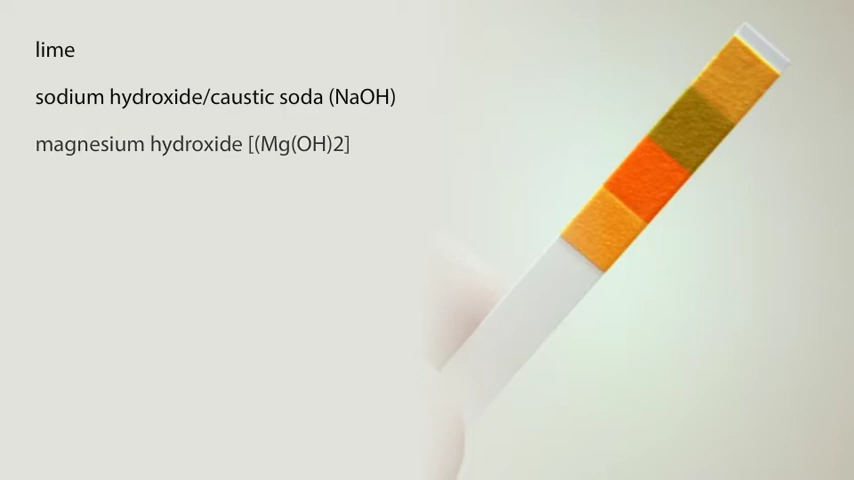 lime
sodium hydroxide/caustic soda (NaOH)
magnesium hydroxide [(Mg(OH)2]